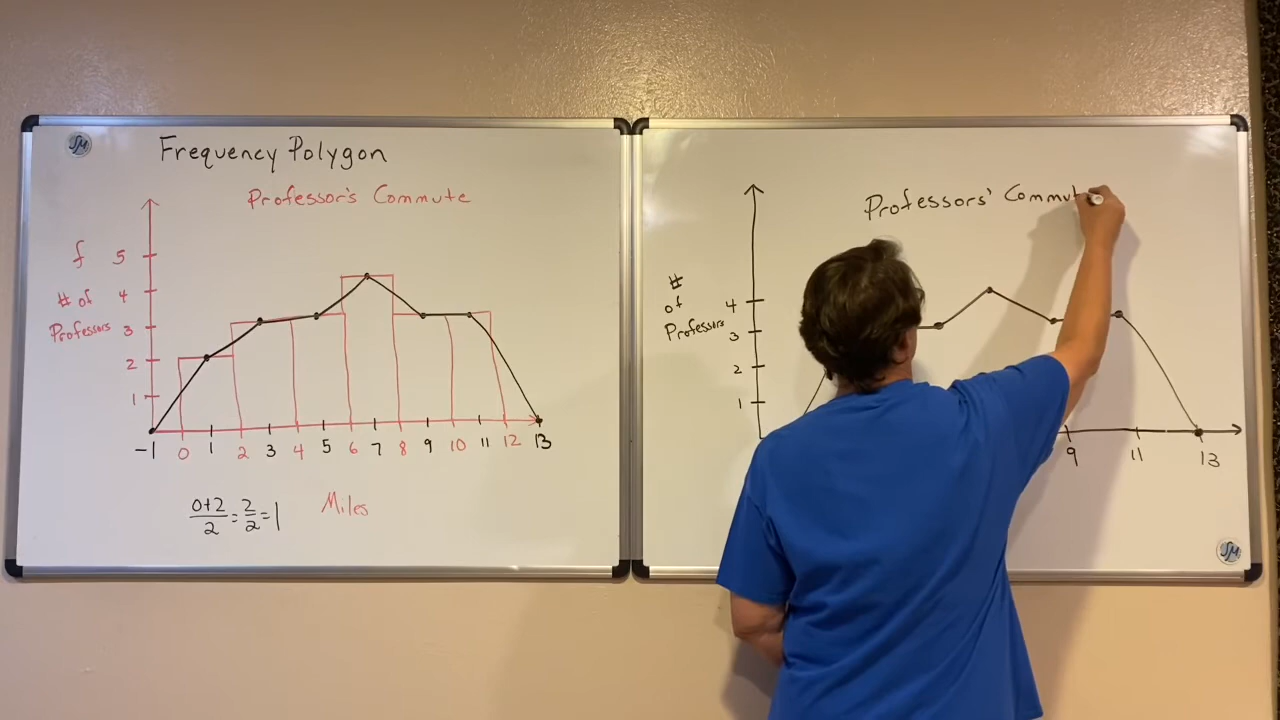 Frequency Polygon
Professor's Commute
f
# of
Professors
5
4
3
2
1
-1 0 1 2 3 4 5 6 7 8 9 10 11 12 13
0+2/2 = 2/2 = 1
Miles
SM
Professors' Commut
#
of
Professors
4
3
2
1
9 11 13
SM